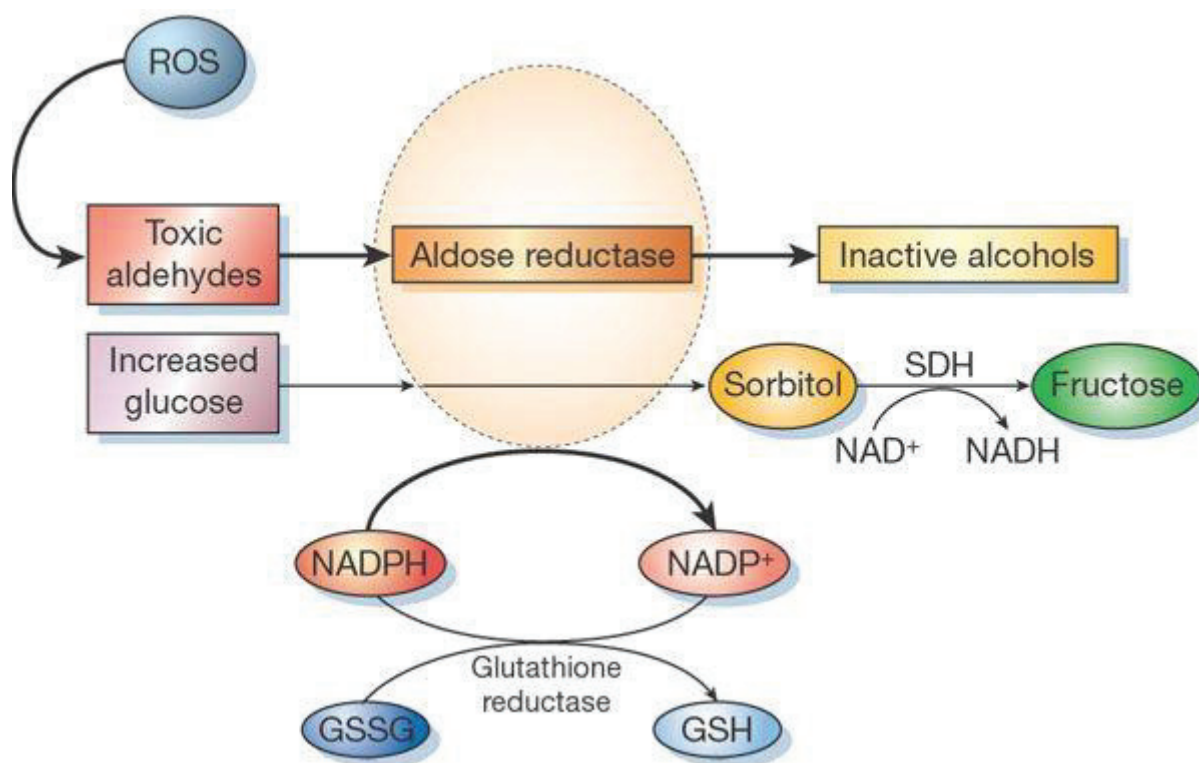 ROS
Toxic
aldehydes
Aldose reductase
Inactive alcohols
Increased
glucose
Sorbitol
SDH
Fructose
NAD⁺
NADH
NADPH
NADP⁺
Glutathione
reductase
GSSG
GSH